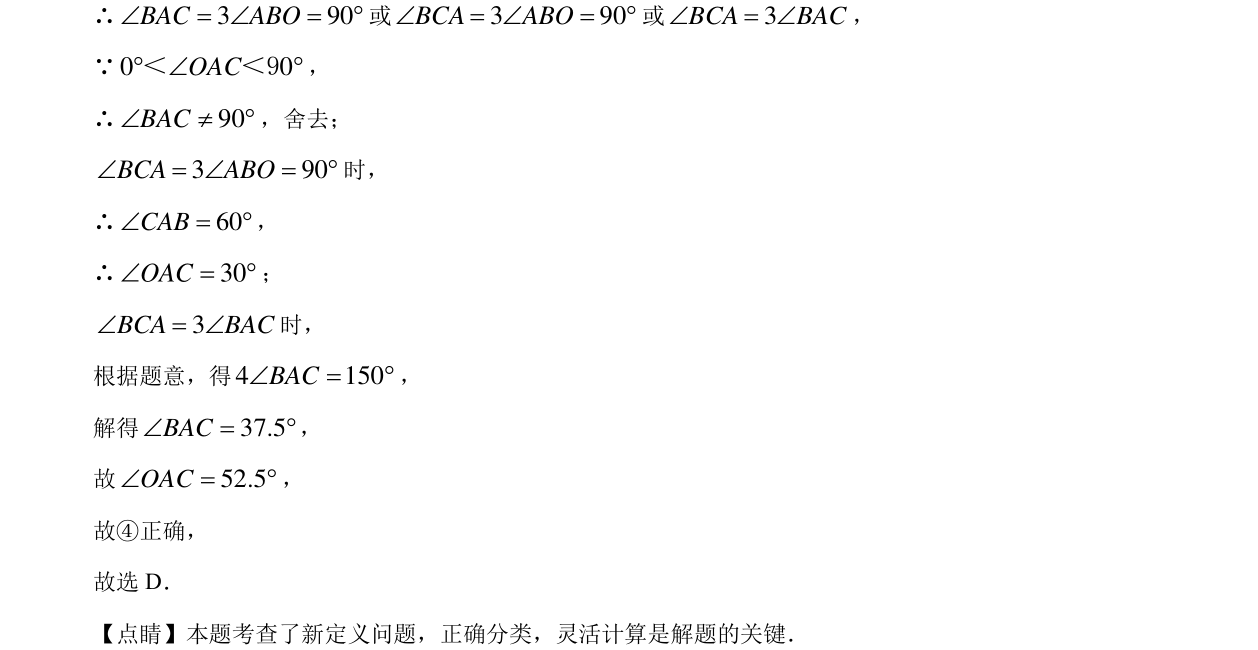 ∴∠BAC=3∠ABO=90°或∠BCA=3∠ABO=90°或∠BCA=3∠BAC，
∵0°＜∠OAC＜90°，
∴∠BAC≠90°，舍去；
∠BCA=3∠ABO=90°时，
∴∠CAB=60°，
∴∠OAC=30°；
∠BCA=3∠BAC时，
根据题意，得4∠BAC=150°，
解得∠BAC=37.5°，
故∠OAC=52.5°，
故④正确，
故选 D．
【点睛】本题考查了新定义问题，正确分类，灵活计算是解题的关键．